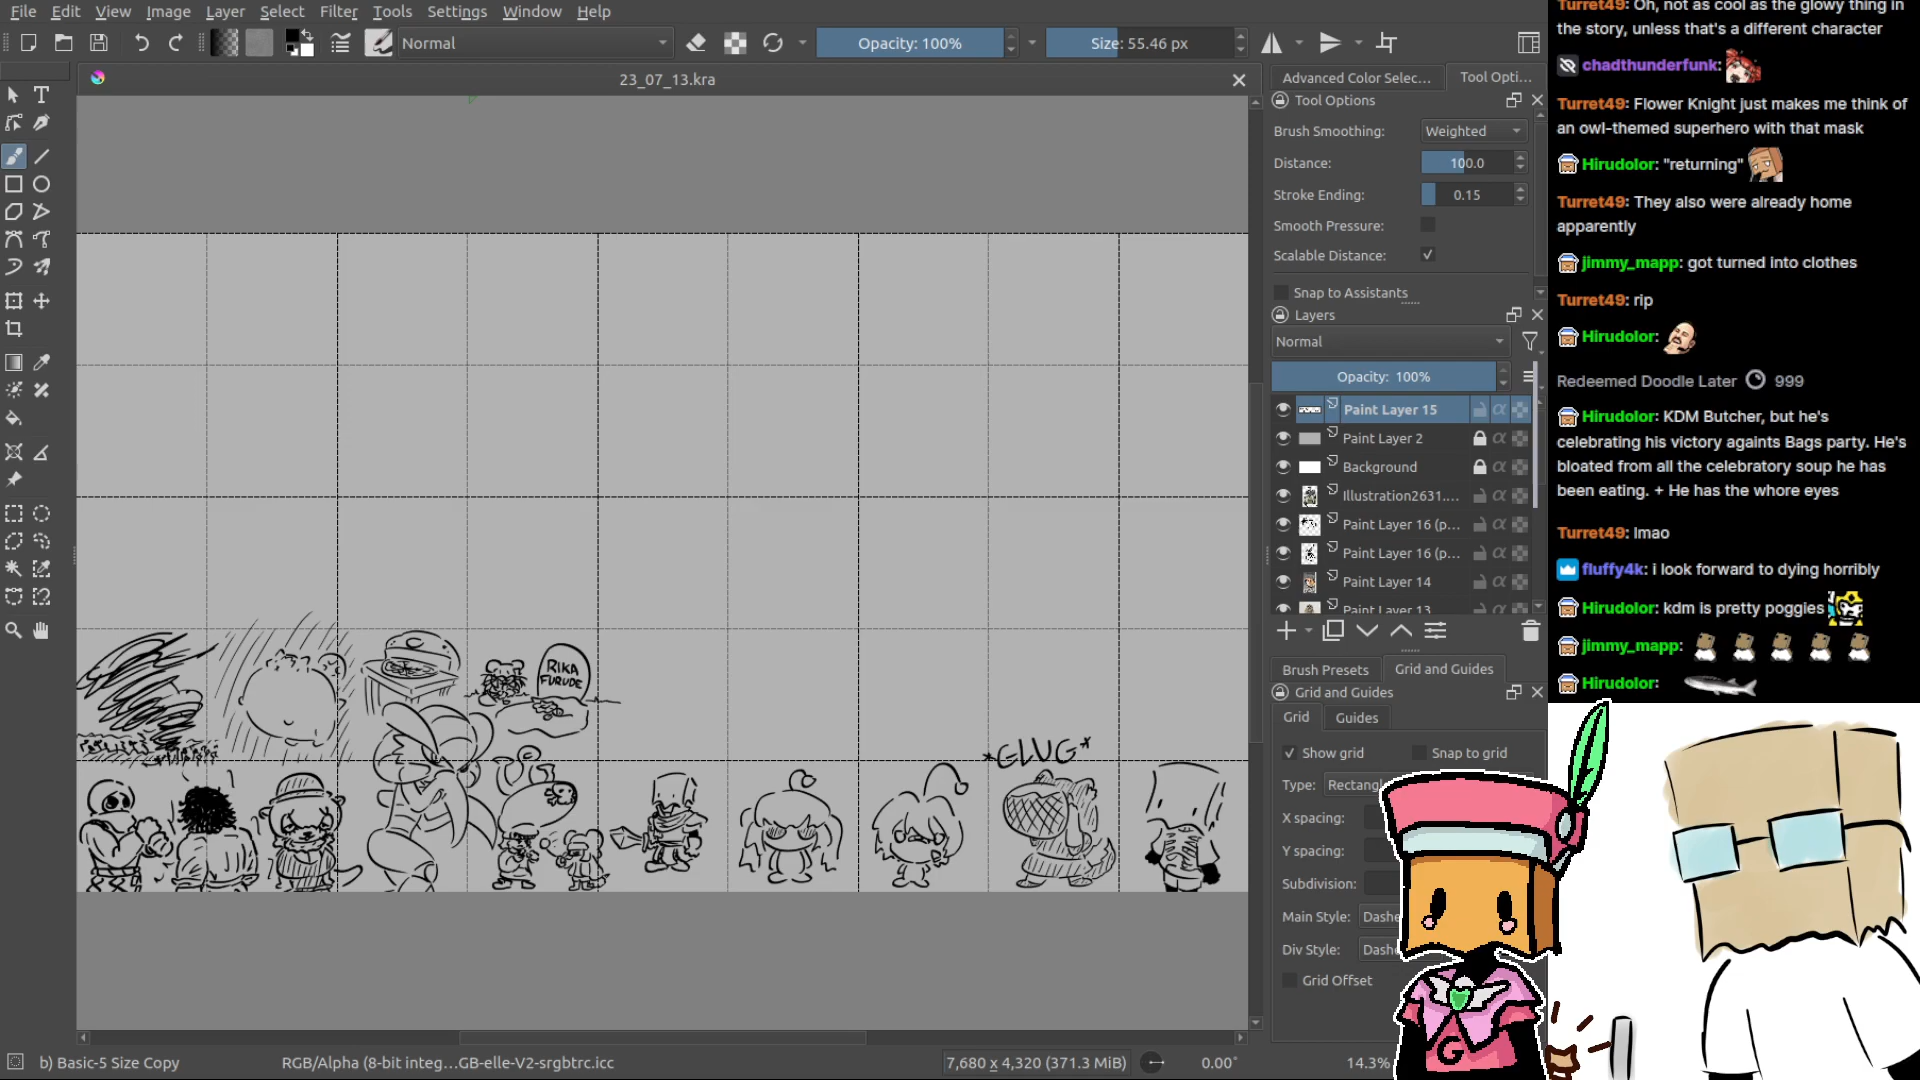 File Edit View Image Layer Select Filter Tools Settings Window Help
Normal
Opacity: 100%
Size: 55.46 px
23_07_13.kra
Advanced Color Selec...
Tool Opti...
Tool Options
Brush Smoothing: Weighted
Distance: 100.0
Stroke Ending: 0.15
Smooth Pressure:
Scalable Distance:
Snap to Assistants
Layers
Normal
Opacity: 100%
Paint Layer 15
Paint Layer 2
Background
Illustration2631....
Paint Layer 16 (p...
Paint Layer 16 (p...
Paint Layer 14
Paint Layer 13
Brush Presets
Grid and Guides
Grid and Guides
Grid
Guides
Show grid
Snap to grid
Type: Rectang
X spacing:
Y spacing:
Subdivision:
Main Style: Dashe
Div Style: Dashe
Grid Offset
RIKA
FURUDE
*GLUG*
G
b) Basic-5 Size Copy
RGB/Alpha (8-bit integ...GB-elle-V2-srgbtrc.icc
7,680 x 4,320 (371.3 MiB)
0.00°
14.3%
Turret49: Oh, not as cool as the glowy thing in
the story, unless that's a different character
chadthunderfunk:
Turret49: Flower Knight just makes me think of
an owl-themed superhero with that mask
Hirudolor: "returning"
Turret49: They also were already home
apparently
jimmy_mapp: got turned into clothes
Turret49: rip
Hirudolor:
Redeemed Doodle Later 999
Hirudolor: KDM Butcher, but he's
celebrating his victory againts Bags party. He's
bloated from all the celebratory soup he has
been eating. + He has the whore eyes
Turret49: lmao
fluffy4k: i look forward to dying horribly
Hirudolor: kdm is pretty poggies
jimmy_mapp:
Hirudolor: